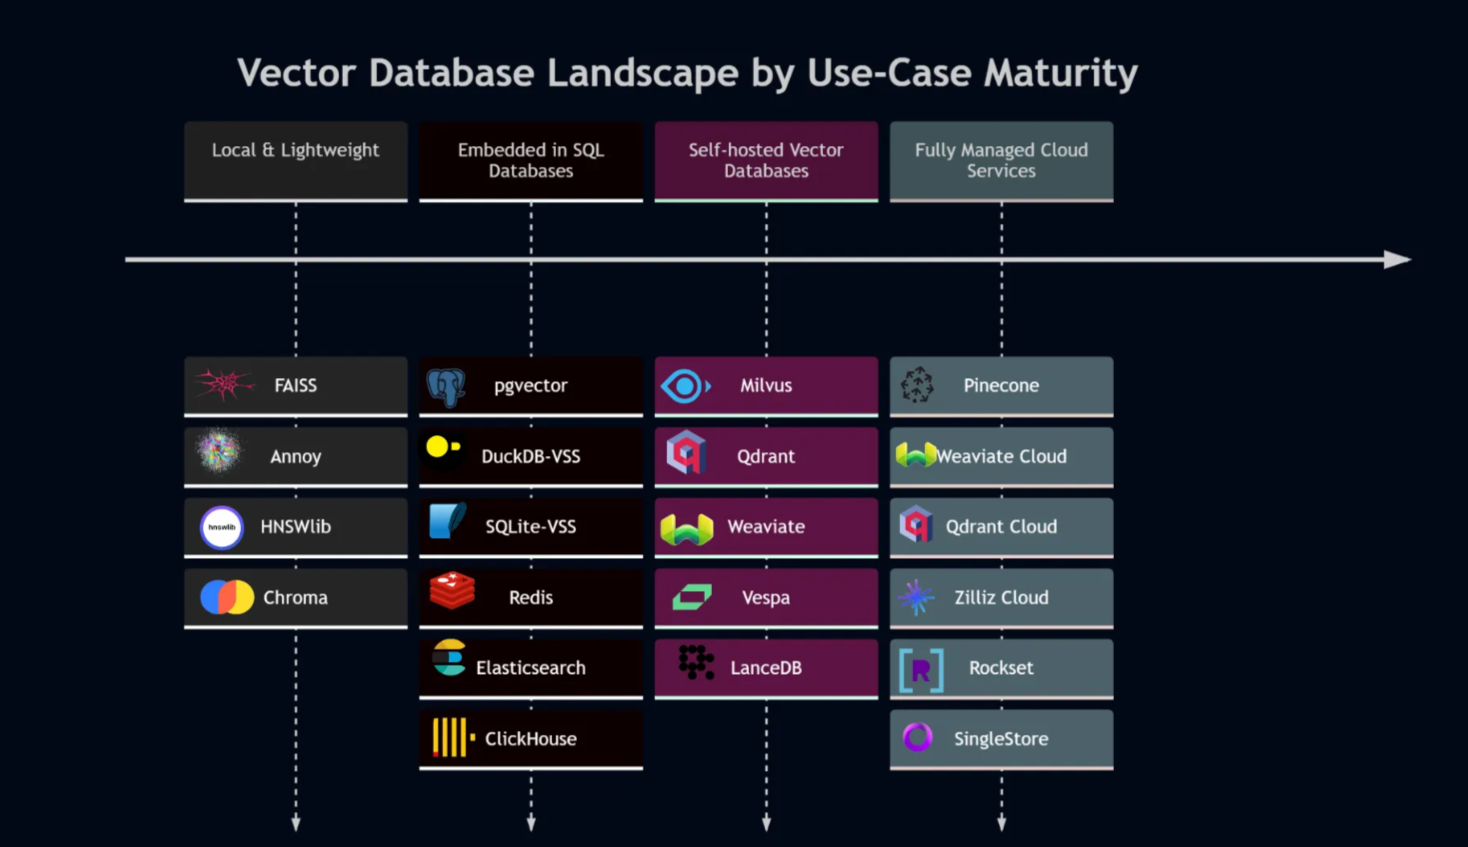 Vector Database Landscape by Use-Case Maturity
Local & Lightweight
Embedded in SQL
Databases
Self-hosted Vector
Databases
Fully Managed Cloud
Services
FAISS
Annoy
hnswlib
HNSWlib
Chroma
pgvector
DuckDB-VSS
SQLite-VSS
Redis
Elasticsearch
ClickHouse
Milvus
Qdrant
Weaviate
Vespa
LanceDB
Pinecone
Weaviate Cloud
Qdrant Cloud
Zilliz Cloud
R
Rockset
SingleStore